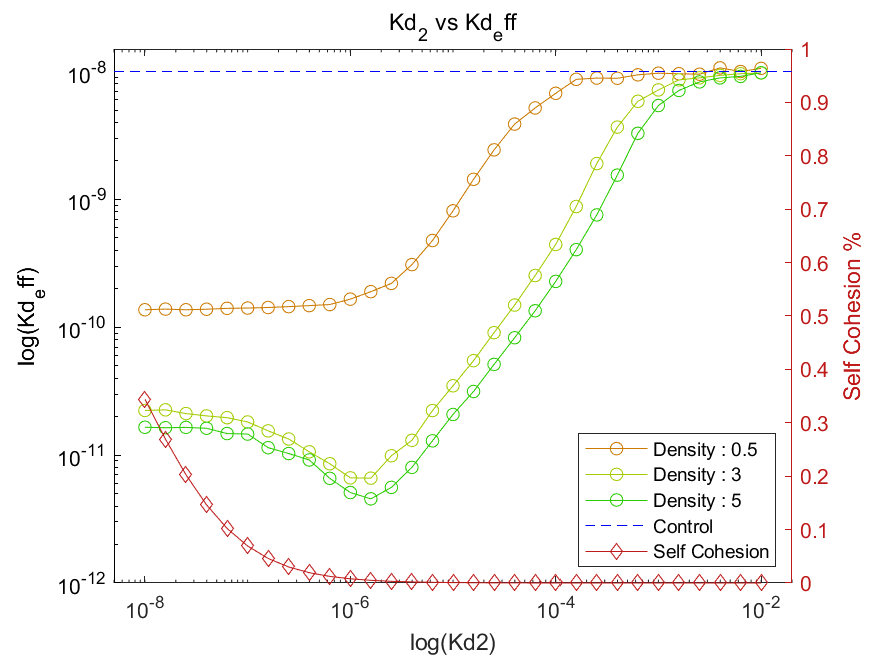 Kd2 vs Kdeff
log(Kdeff)
10-8
10-9
10-10
10-11
10-12
1
0.9
0.8
0.7
0.6
0.5
0.4
0.3
0.2
0.1
0
Self Cohesion %
Density : 0.5
Density : 3
Density : 5
Control
Self Cohesion
10-8
10-6
10-4
10-2
log(Kd2)